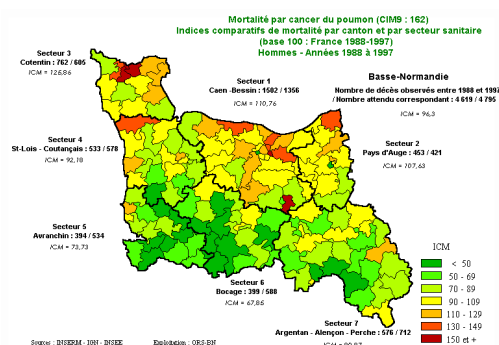 Mortalité par cancer du poumon (CIM9 : 162)
Indices comparatifs de mortalité par canton et par secteur sanitaire
(base 100 : France 1988-1997)
Hommes - Années 1988 à 1997
Secteur 3
Cotentin : 762 / 605
ICM = 125,86
Secteur 1
Caen -Bessin : 1502 / 1356
ICM = 110,76
Basse-Normandie
Nombre de décès observés entre 1988 et 1997
/ Nombre attendu correspondant : 4 619 / 4 795
ICM = 96,3
Secteur 4
St-Lois - Coutançais : 533 / 578
ICM = 92,18
Secteur 2
Pays d'Auge : 453 / 421
ICM = 107,63
Secteur 5
Avranchin : 394 / 534
ICM = 73,73
Secteur 6
Bocage : 399 / 588
ICM = 67,86
Secteur 7
Argentan - Alençon - Perche : 576 / 712
ICM
< 50
50 - 69
70 - 89
90 - 109
110 - 129
130 - 149
150 et +
Sources : INSERM - IGN - INSEE
Exploitation : ORS-BN